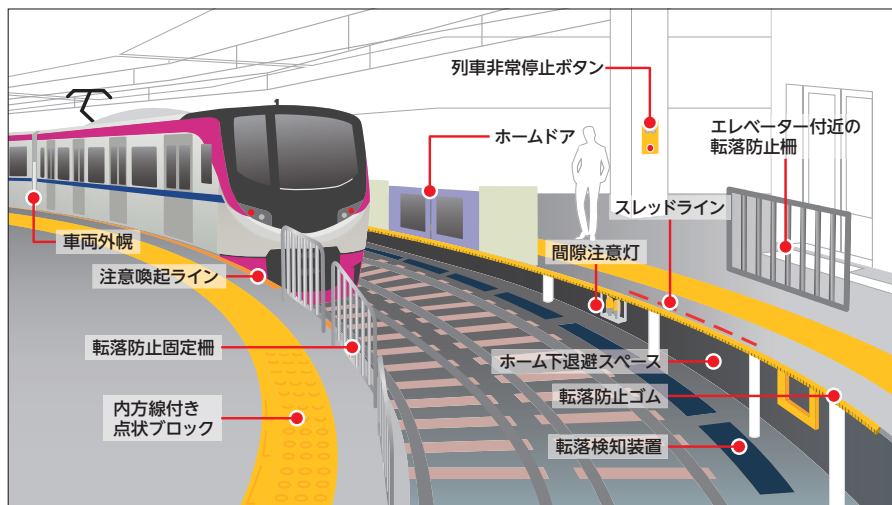 列車非常停止ボタン
エレベーター付近の
転落防止柵
ホームドア
スレッドライン
車両外幌
間隙注意灯
注意喚起ライン
転落防止固定柵
ホーム下退避スペース
転落防止ゴム
内方線付き
点状ブロック
転落検知装置